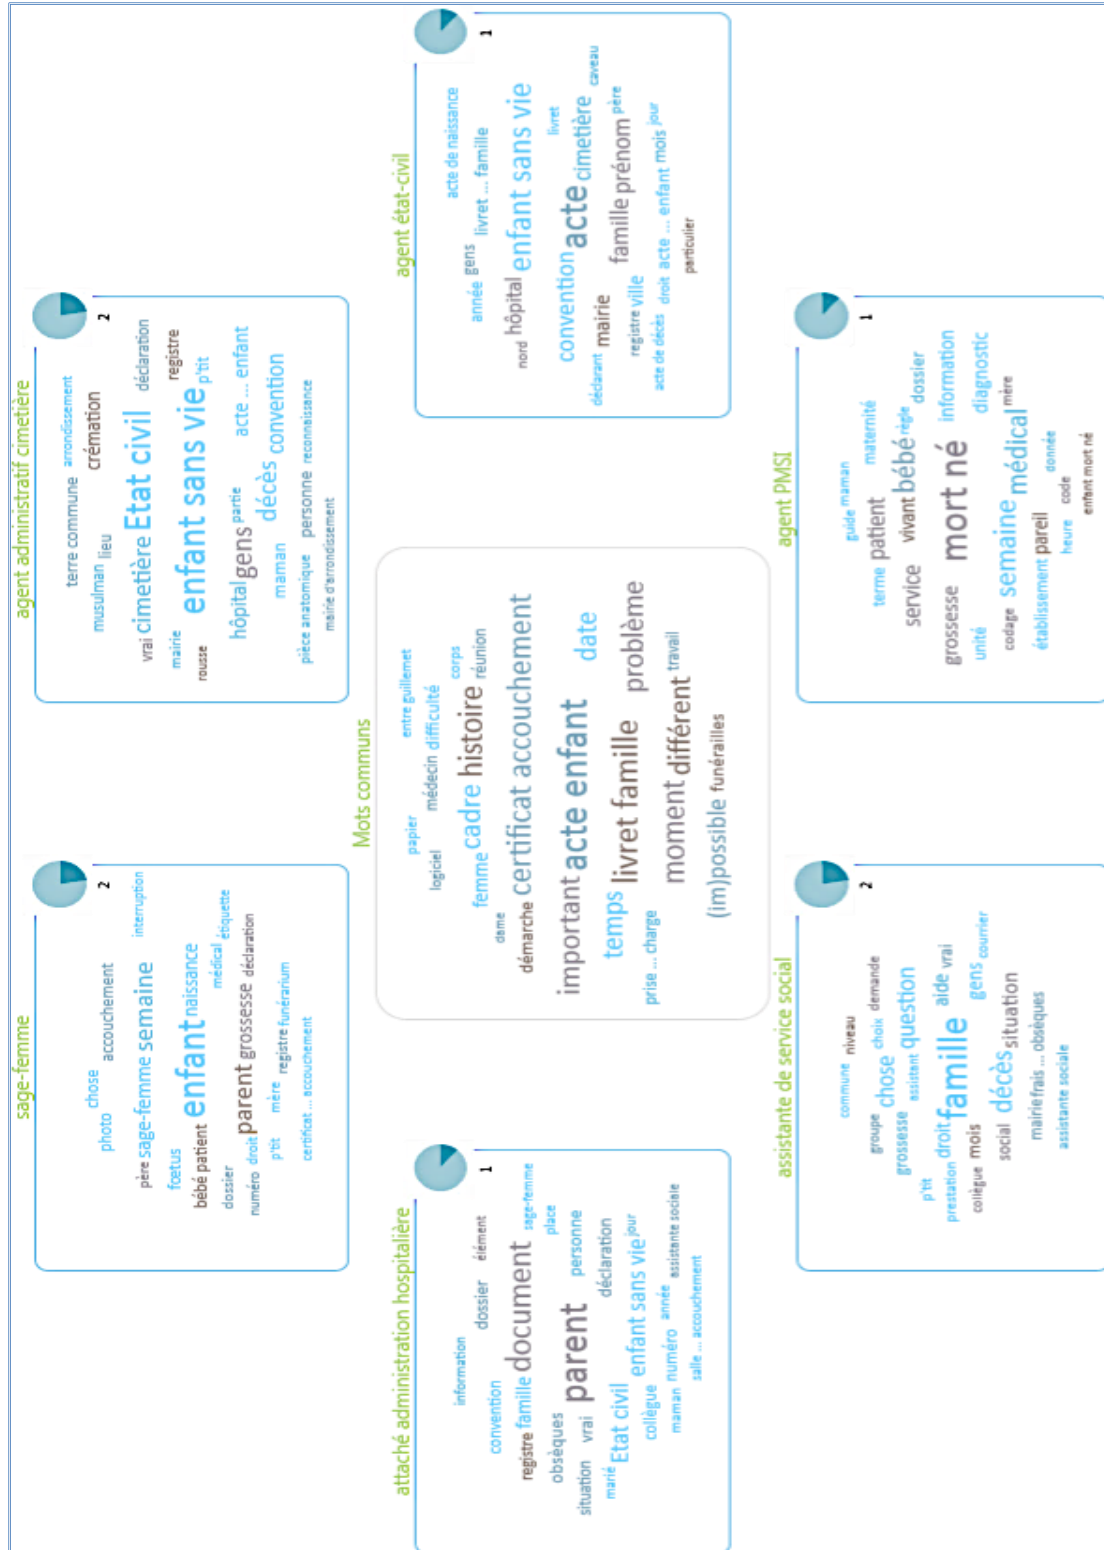 sage-femme
2
photo chose
accouchement
père sage-femme semaine interruption
fœtus
bébé patient enfant naissance
médical étiquette
dossier
numéro droit parent grossesse déclaration
p'tit mère registre funérarium
certificat ... accouchement
agent administratif cimetière
2
terre commune arrondissement
musulman lieu crémation
vrai cimetière Etat civil déclaration
mairie registre
rousse enfant sans vie p'tit
hôpital gens partie acte ... enfant
décès
maman convention
pièce anatomique personne reconnaissance
mairie d'arrondissement
attaché administration hospitalière
1
information
dossier élément
convention
registre famille document sage-femme
obsèques place
situation vrai parent personne
déclaration
marié Etat civil enfant sans vie jour
collègue
maman numéro année assistante sociale
salle ... accouchement
Mots communs
papier entre guillemet
logiciel médecin difficulté corps
femme cadre histoire réunion
dame
démarche certificat accouchement
important acte enfant date
temps livret famille problème
prise ... charge moment différent travail
(im)possible funérailles
agent état-civil
1
acte de naissance
année gens livret ... famille
nord hôpital enfant sans vie
livret
convention acte cimetière caveau
déclarant mairie famille prénom père
registre ville
acte de décès droit acte ... enfant mois jour
particulier
assistante de service social
2
commune niveau
groupe choix demande
grossesse chose
assistant question
p'tit
prestation droit famille aide vrai
collègue mois gens courrier
social décès situation
mairie frais ... obsèques
assistante sociale
agent PMSI
1
guide maman
terme patient maternité
service vivant bébé règle dossier
grossesse mort né information
unité diagnostic
codage semaine médical mère
établissement pareil donnée
heure code
enfant mort né